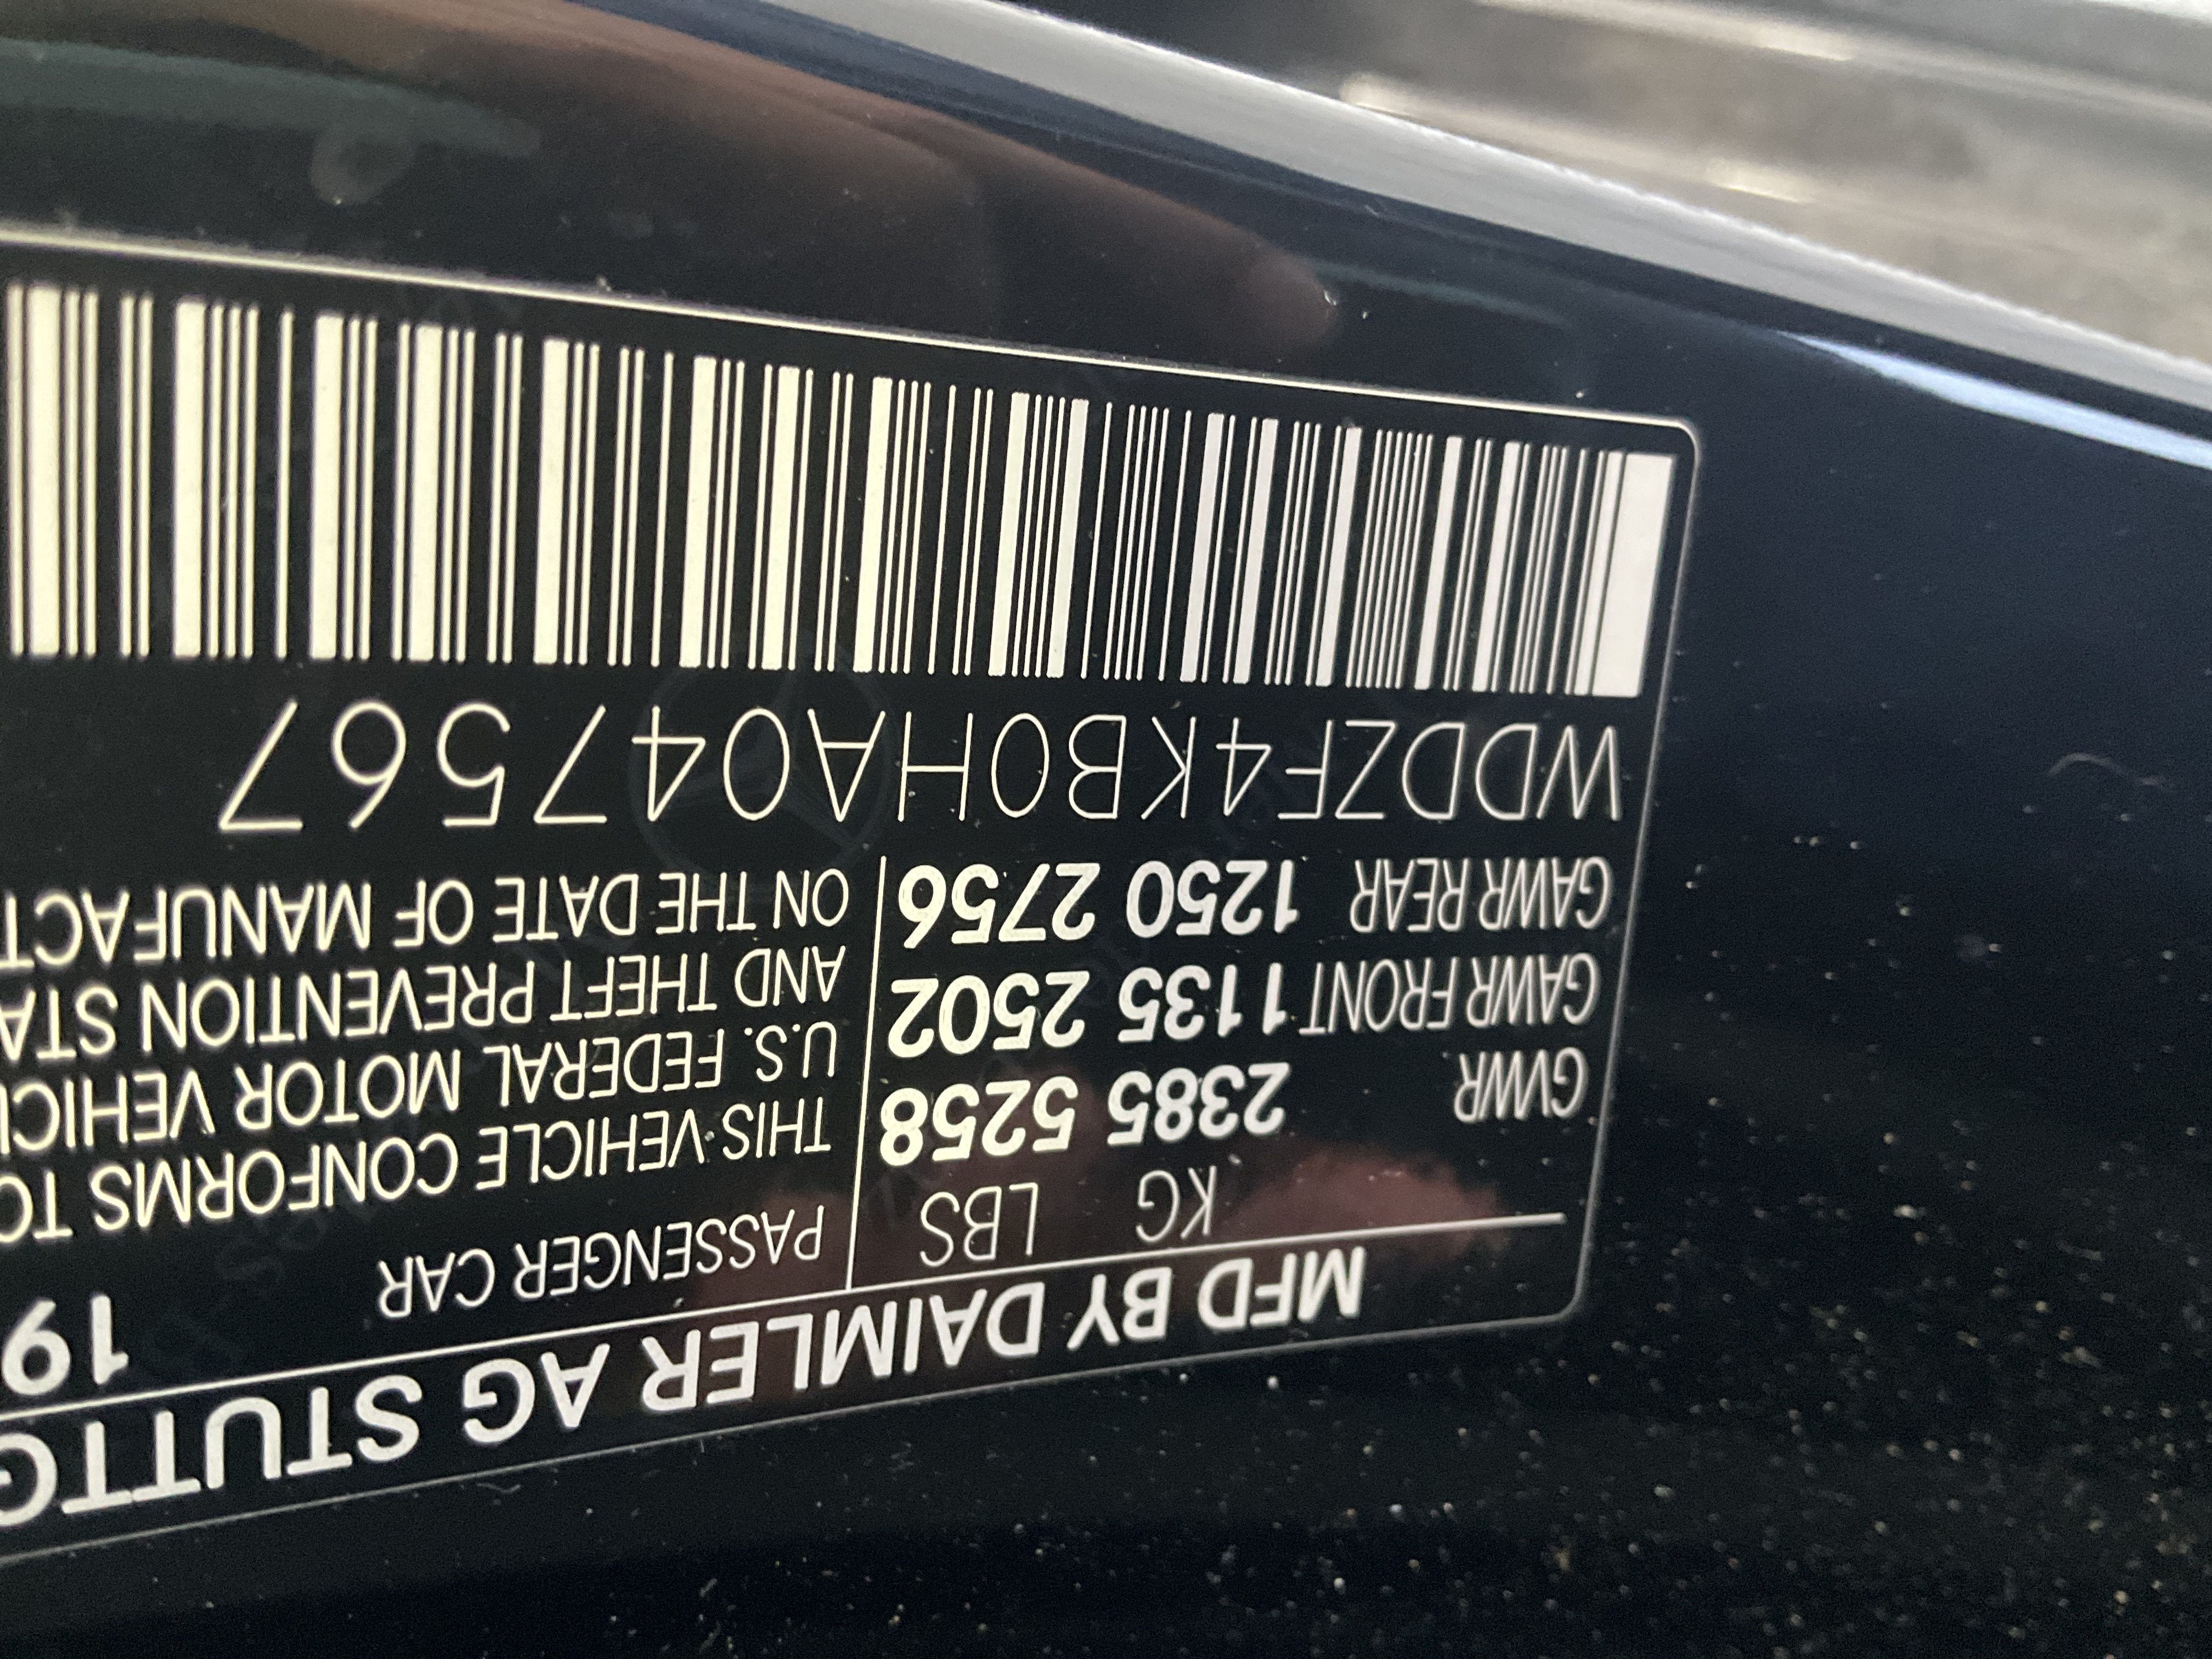 MFD BY DAIMLER AG STUTTG
KG LBS
GVWR 2385 5258
GAWR FRONT 1135 2502
GAWR REAR 1250 2756
PASSENGER CAR 19
THIS VEHICLE CONFORMS TO
U.S. FEDERAL MOTOR VEHICL
AND THEFT PREVENTION STA
ON THE DATE OF MANUFACT
WDDZF4KB0HA047567